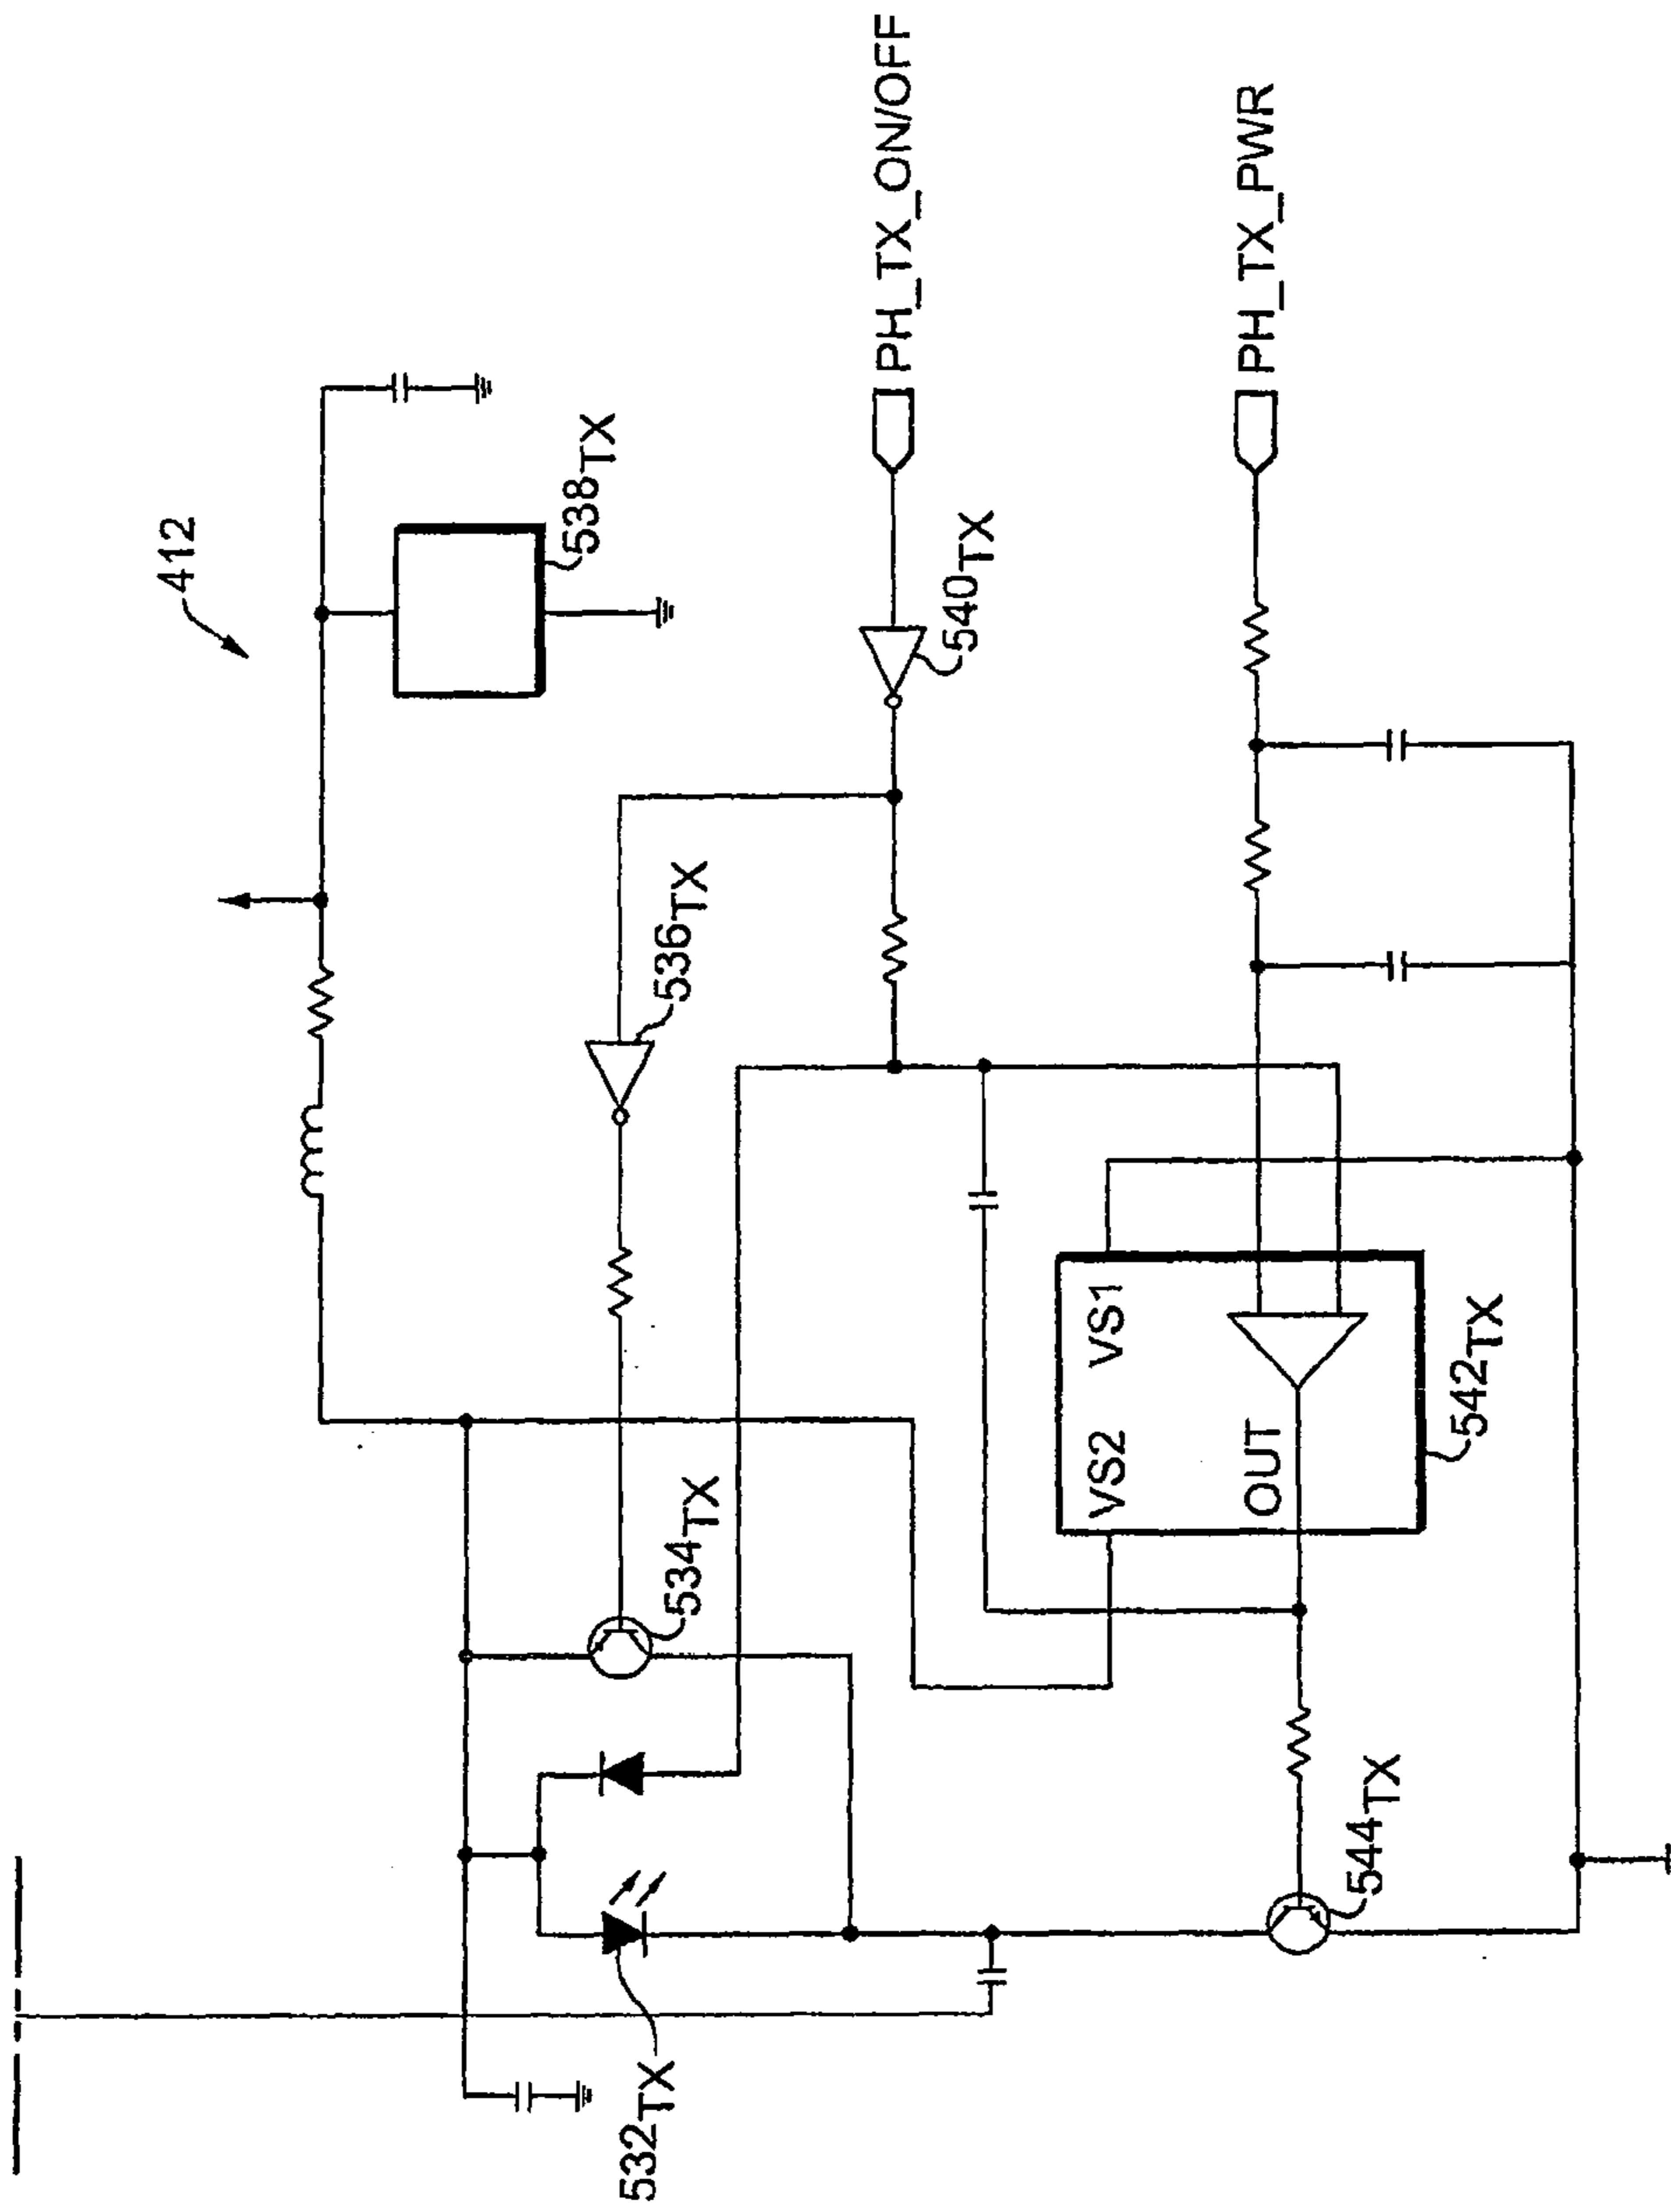 412
538TX
PH_TX_ON/OFF
540TX
536TX
PH_TX_PWR
534TX
VS2 VS1
OUT
542TX
532TX
544TX